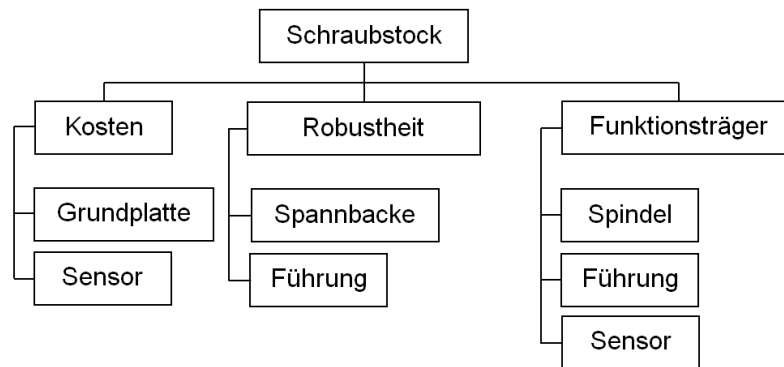 Schraubstock
Kosten
Robustheit
Funktionsträger
Grundplatte
Spannbacke
Spindel
Sensor
Führung
Führung
Sensor